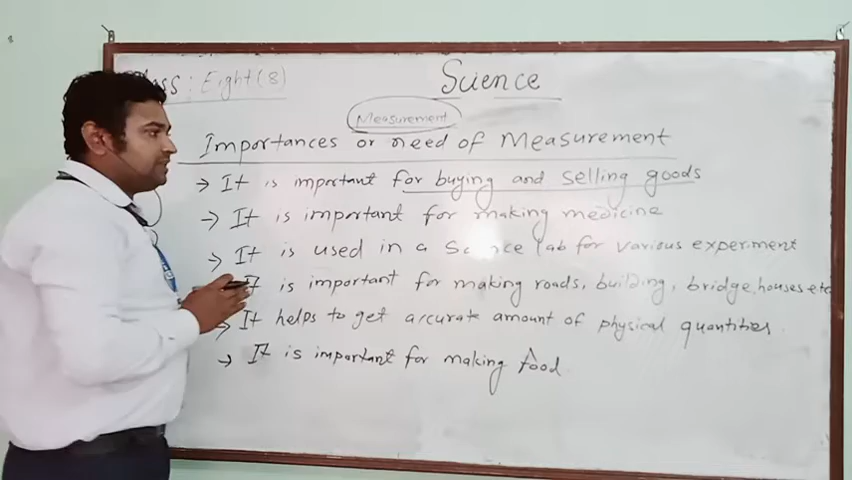 Class : Eight (8)
Science
Measurement
Importances or need of Measurement
→ It is important for buying and selling goods
→ It is important for making medicine
→ It is used in a Science lab for various experiment
It is important for making roads, building, bridge, houses etc
→ It helps to get accurate amount of physical quantities
→ It is important for making food